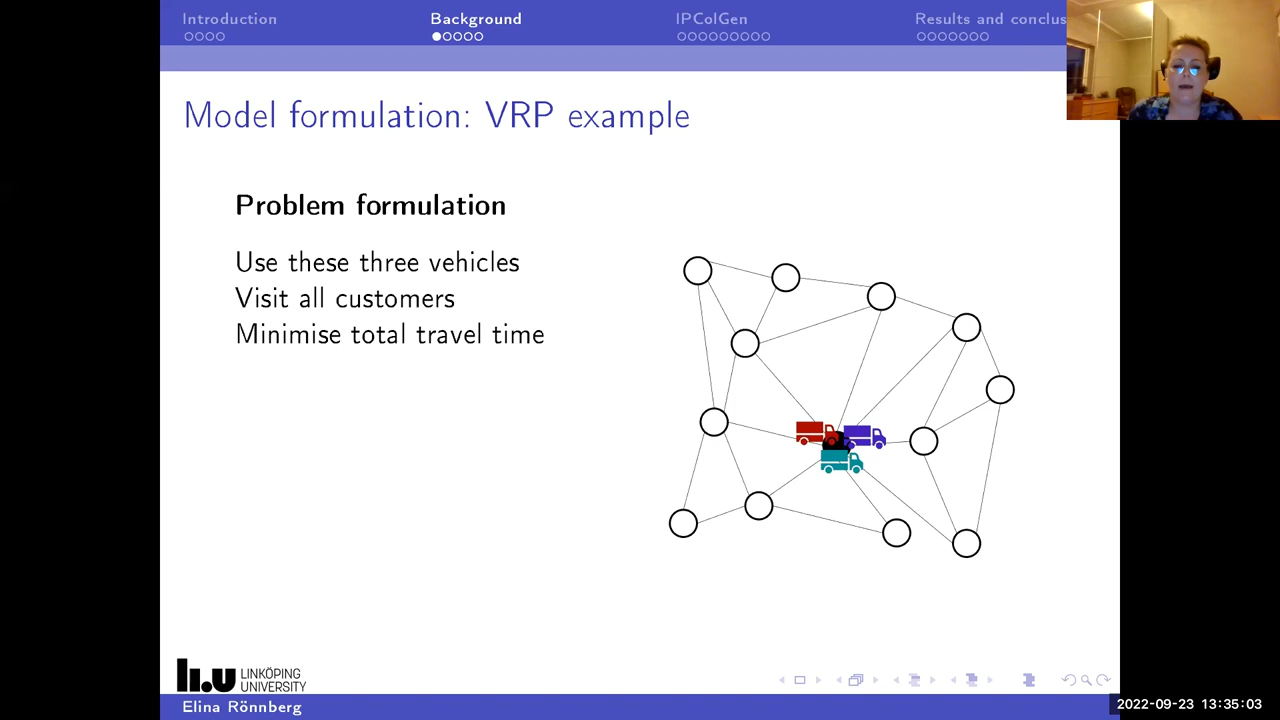 Introduction
Background
IPColGen
Results and conclus
Model formulation: VRP example
Problem formulation
Use these three vehicles
Visit all customers
Minimise total travel time
li.u LINKÖPING
UNIVERSITY
Elina Rönnberg
2022-09-23 13:35:03